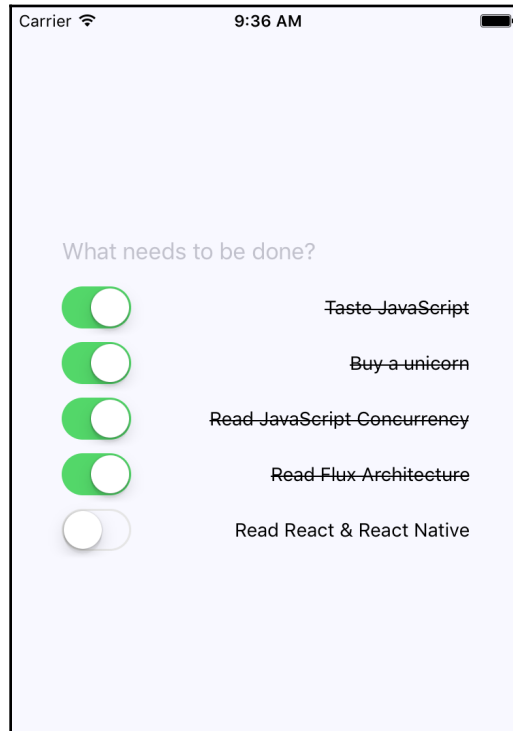 Carrier 9:36 AM
What needs to be done?
Taste JavaScript
Buy a unicorn
Read JavaScript Concurrency
Read Flux Architecture
Read React & React Native